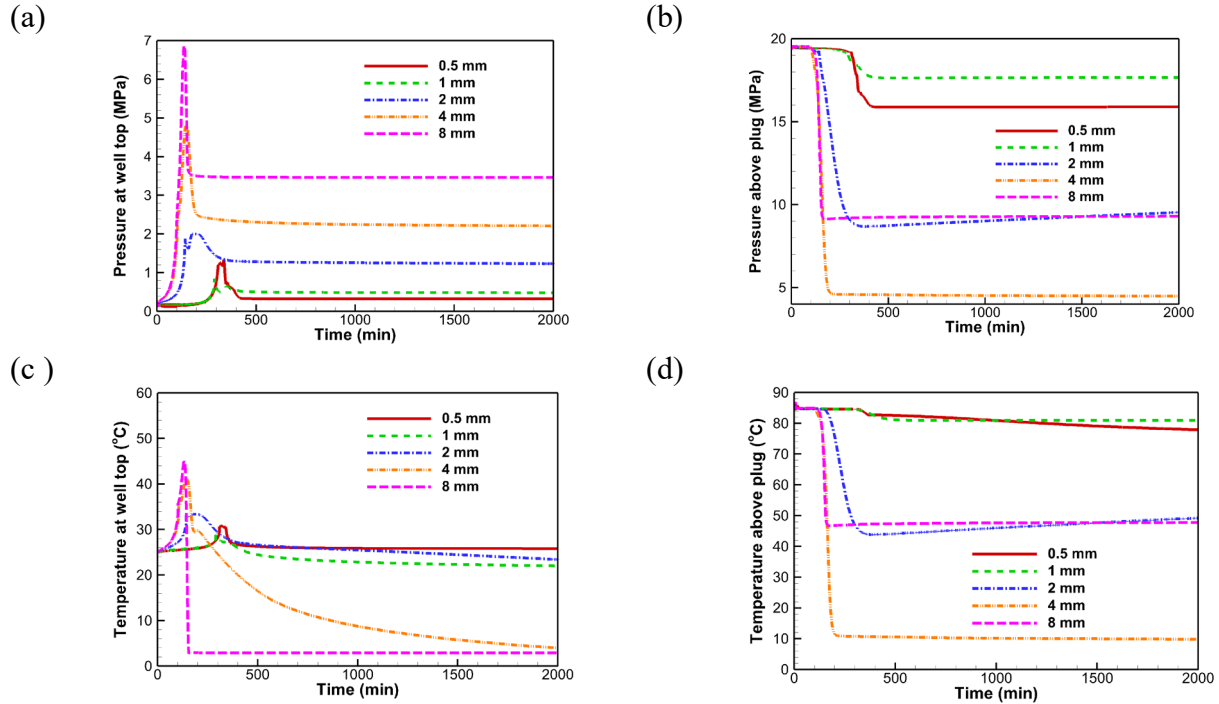 (a)
Pressure at well top (MPa)
7
6
5
4
3
2
1
0
0.5 mm
1 mm
2 mm
4 mm
8 mm
0 500 1000 1500 2000
Time (min)
(b)
Pressure above plug (MPa)
20
15
10
5
0.5 mm
1 mm
2 mm
4 mm
8 mm
0 500 1000 1500 2000
Time (min)
(c )
Temperature at well top (°C)
60
50
40
30
20
10
0
0.5 mm
1 mm
2 mm
4 mm
8 mm
0 500 1000 1500 2000
Time (min)
(d)
Temperature above plug (°C)
90
80
70
60
50
40
30
20
10
0
0.5 mm
1 mm
2 mm
4 mm
8 mm
0 500 1000 1500 2000
Time (min)